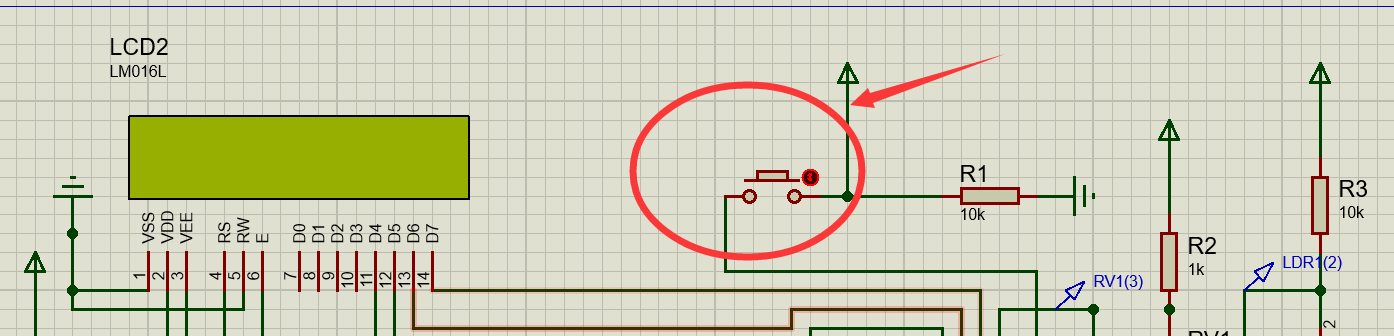 LCD2
LM016L
VSS
VDD
VEE
RS
RW
E
D0
D1
D2
D3
D4
D5
D6
D7
1
2
3
4
5
6
7
8
9
10
11
12
13
14
R1
10k
RV1(3)
R2
1k
LDR1(2)
R3
10k
2